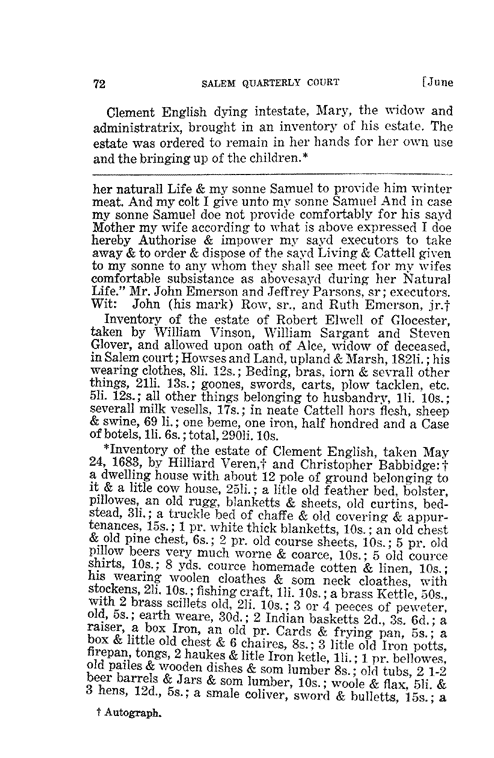 72 SALEM QUARTERLY COURT [June
Clement English dying intestate, Mary, the widow and
administratrix, brought in an inventory of his estate. The
estate was ordered to remain in her hands for her own use
and the bringing up of the children.*
her naturall Life & my sonne Samuel to provide him winter
meat. And my colt I give unto my sonne Samuel And in case
my sonne Samuel doe not provide comfortably for his sayd
Mother my wife according to what is above expressed I doe
hereby Authorise & impower my sayd executors to take
away & to order & dispose of the sayd Living & Cattell given
to my sonne to any whom they shall see meet for my wifes
comfortable subsistance as abovesayd during her Natural
Life." Mr. John Emerson and Jeffrey Parsons, sr; executors.
Wit: John (his mark) Row, sr., and Ruth Emerson, jr.†
Inventory of the estate of Robert Elwell of Glocester,
taken by William Vinson, William Sargant and Steven
Glover, and allowed upon oath of Alce, widow of deceased,
in Salem court; Howses and Land, upland & Marsh, 182li.; his
wearing clothes, 8li. 12s.; Beding, bras, iorn & sevrall other
things, 21li. 13s.; goones, swords, carts, plow tacklen, etc.
5li. 12s.; all other things belonging to husbandry, 1li. 10s.;
severall milk vesells, 17s.; in neate Cattell hors flesh, sheep
& swine, 69 li.; one beme, one iron, half hondred and a Case
of botels, 1li. 6s.; total, 290li. 10s.
*Inventory of the estate of Clement English, taken May
24, 1683, by Hilliard Veren,† and Christopher Babbidge:†
a dwelling house with about 12 pole of ground belonging to
it & a litle cow house, 25li.; a litle old feather bed, bolster,
pillowes, an old rugg, blanketts & sheets, old curtins, bed-
stead, 3li.; a truckle bed of chaffe & old covering & appur-
tenances, 15s.; 1 pr. white thick blanketts, 10s.; an old chest
& old pine chest, 6s.; 2 pr. old course sheets, 10s.; 5 pr. old
pillow beers very much worne & coarce, 10s.; 5 old cource
shirts, 10s.; 8 yds. cource homemade cotten & linen, 10s.;
his wearing woolen cloathes & som neck cloathes, with
stockens, 2li. 10s.; fishing craft, 1li. 10s.; a brass Kettle, 50s.,
with 2 brass scillets old, 2li. 10s.; 3 or 4 peeces of peweter,
old, 5s.; earth weare, 30d.; 2 Indian basketts 2d., 3s. 6d.; a
raiser, a box Iron, an old pr. Cards & frying pan, 5s.; a
box & little old chest & 6 chaires, 8s.; 3 litle old Iron potts,
firepan, tongs, 2 haukes & litle Iron ketle, 1li.; 1 pr. bellowes,
old pailes & wooden dishes & som lumber 8s.; old tubs, 2 1-2
beer barrels & Jars & som lumber, 10s.; woole & flax, 5li. &
3 hens, 12d., 5s.; a smale coliver, sword & bulletts, 15s.; a
† Autograph.